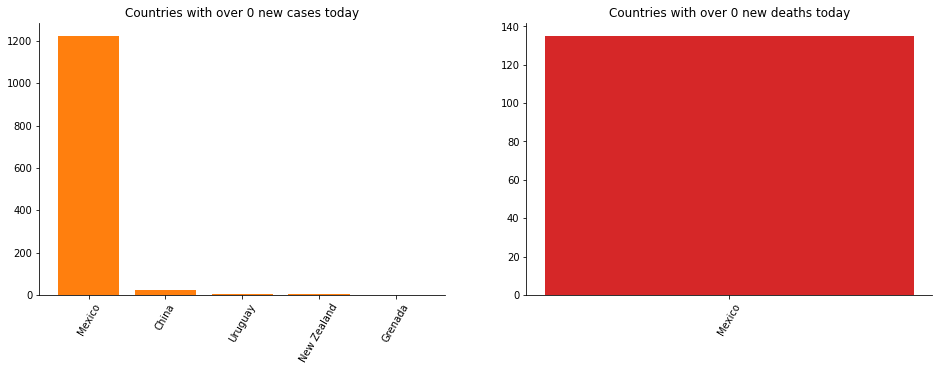 Countries with over 0 new cases today
1200
1000
800
600
400
200
0
Mexico
China
Uruguay
New Zealand
Grenada
Countries with over 0 new deaths today
140
120
100
80
60
40
20
0
Mexico